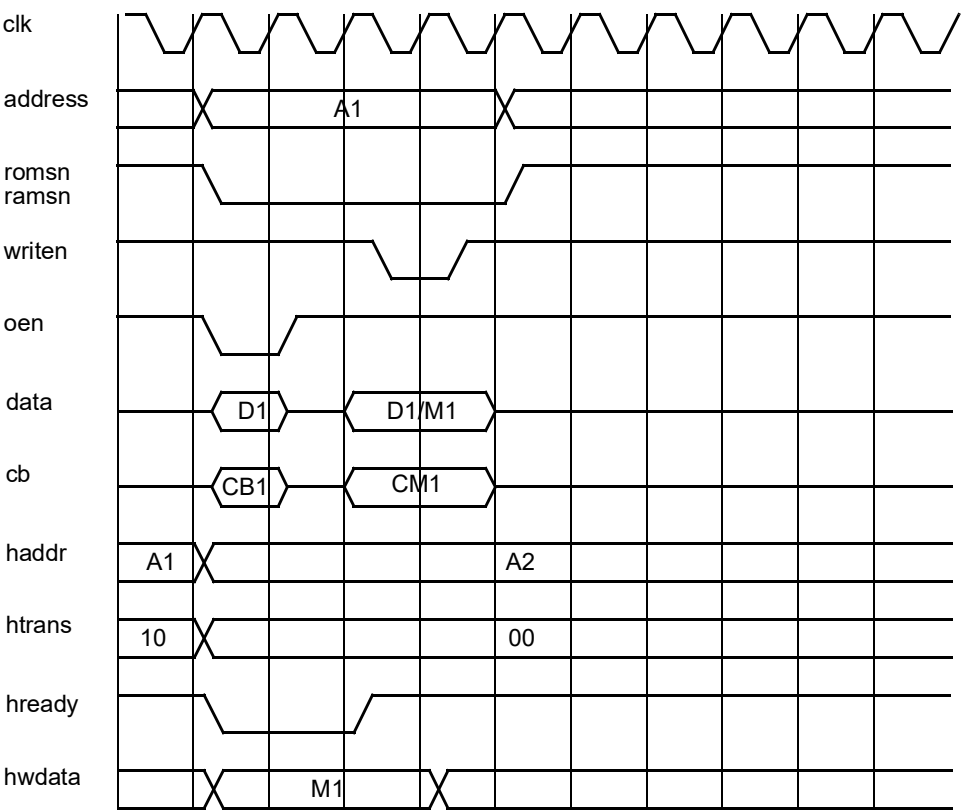 clk
address A1
romsn
ramsn
writen
oen
data D1 D1/M1
cb CB1 CM1
haddr A1 A2
htrans 10 00
hready
hwdata M1